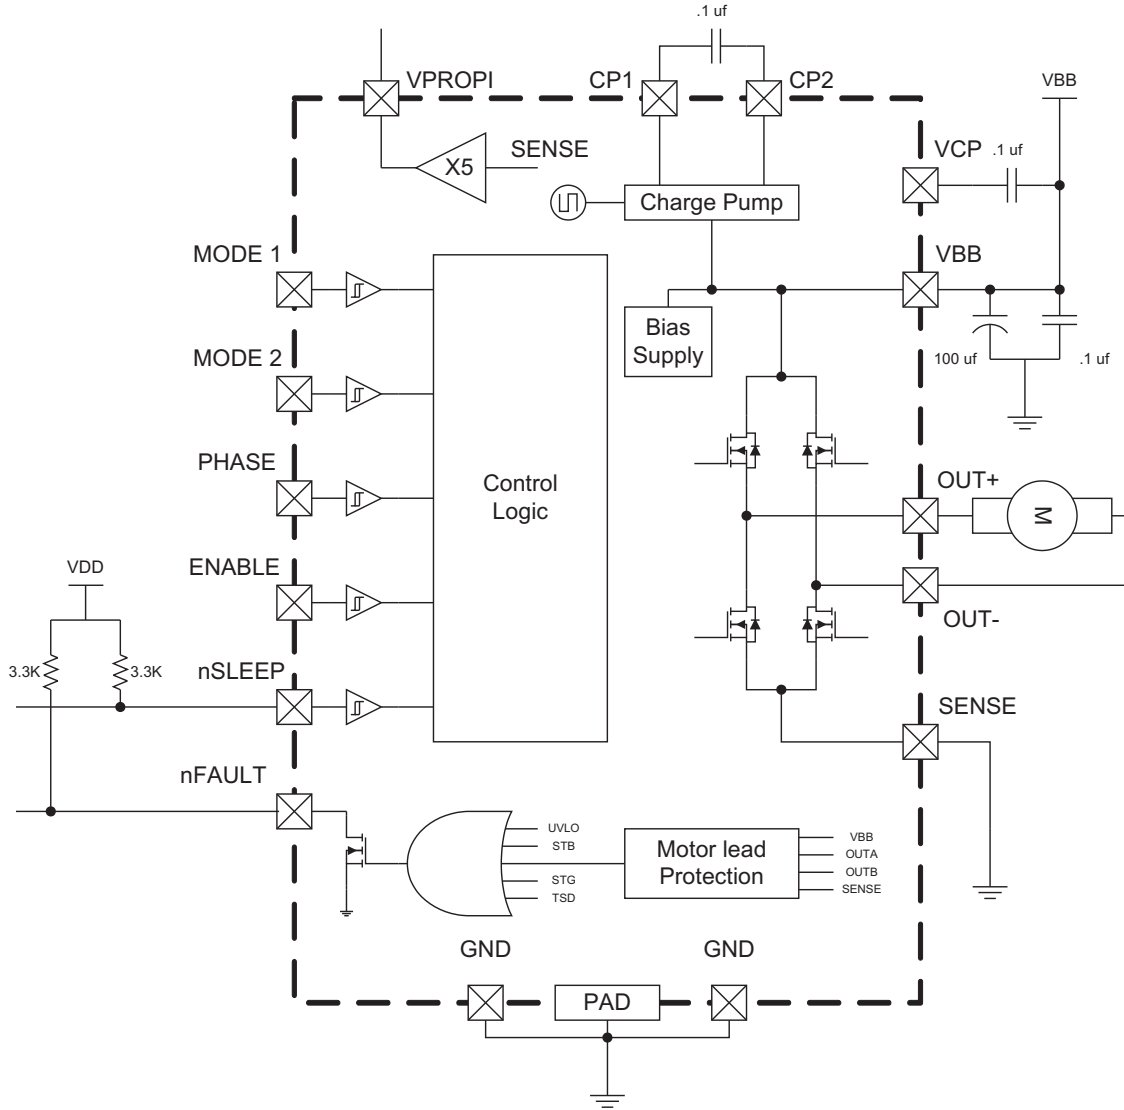 .1 uf
VPROPI
CP1
CP2
VBB
X5
SENSE
VCP
.1 uf
Charge Pump
MODE 1
VBB
Bias
Supply
100 uf
.1 uf
MODE 2
PHASE
Control
Logic
OUT+
M
ENABLE
VDD
OUT-
3.3K
3.3K
nSLEEP
SENSE
nFAULT
UVLO
STB
STG
TSD
Motor lead
Protection
VBB
OUTA
OUTB
SENSE
GND
GND
PAD